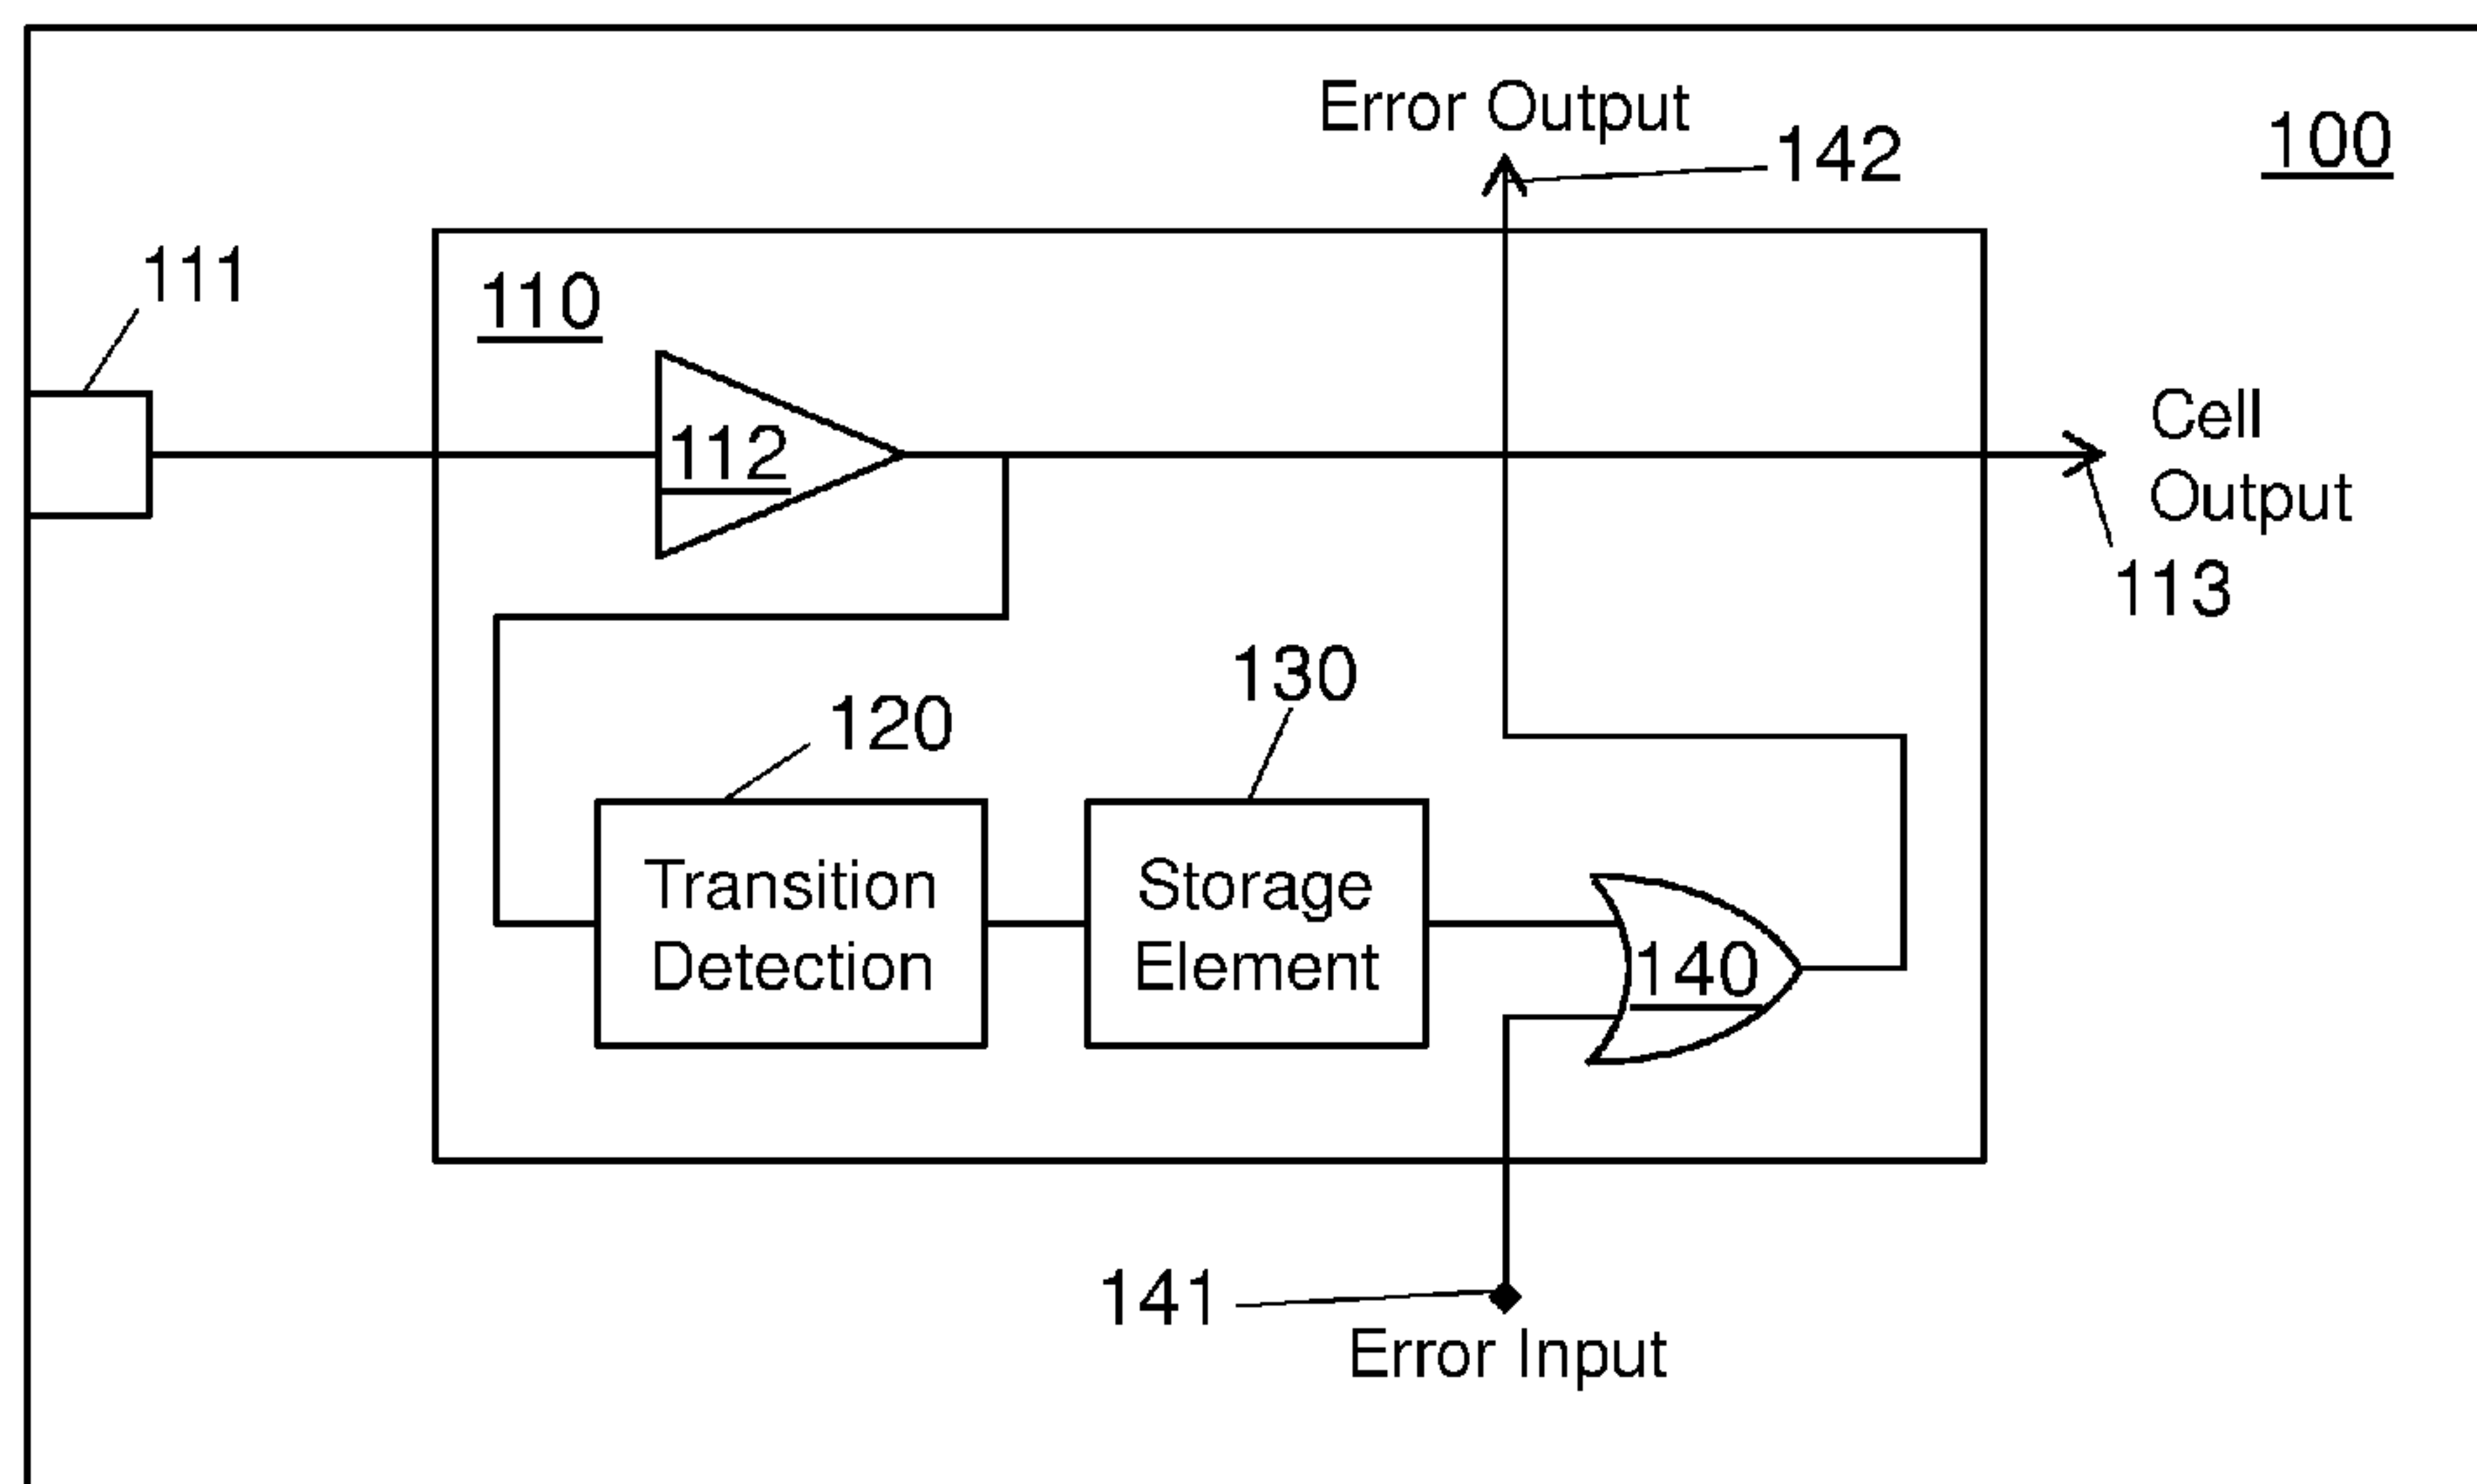 Error Output
142
100
111
110
112
Cell
Output
113
130
120
Transition
Detection
Storage
Element
140
141
Error Input